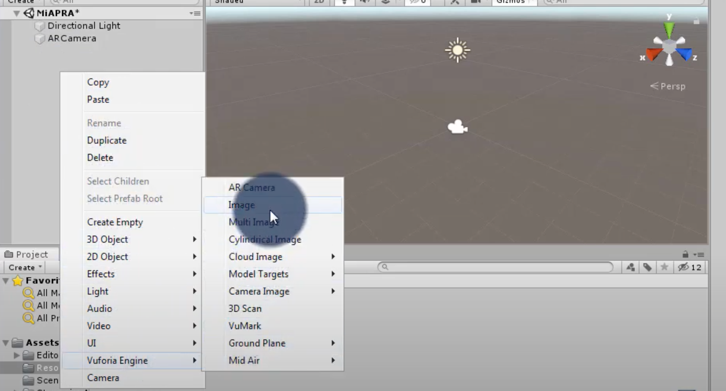 Create
All
Shaded
2D
Gizmos
All
MiAPRA*
Directional Light
ARCamera
y
x
z
Persp
Copy
Paste
Rename
Duplicate
Delete
Select Children
Select Prefab Root
Create Empty
3D Object
2D Object
Effects
Light
Audio
Video
UI
Vuforia Engine
Camera
AR Camera
Image
Multi Image
Cylindrical Image
Cloud Image
Model Targets
Camera Image
3D Scan
VuMark
Ground Plane
Mid Air
Project
Create
12
Favori
All M
All M
All Pr
Assets
Edito
Reso
Scen